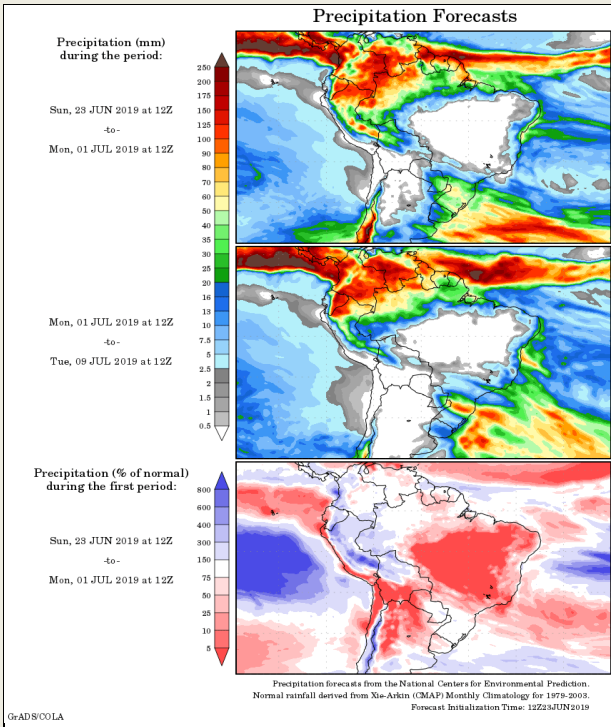 Precipitation Forecasts
Precipitation (mm)
during the period:
Sun, 23 JUN 2019 at 12Z
-to-
Mon, 01 JUL 2019 at 12Z
250
200
175
150
125
100
90
80
70
60
50
40
35
30
25
20
16
13
10
7.5
5
2.5
2
1.5
1
0.5
Mon, 01 JUL 2019 at 12Z
-to-
Tue, 09 JUL 2019 at 12Z
Precipitation (% of normal)
during the first period:
Sun, 23 JUN 2019 at 12Z
-to-
Mon, 01 JUL 2019 at 12Z
800
600
400
300
150
75
50
25
10
5
Precipitation forecasts from the National Centers for Environmental Prediction.
Normal rainfall derived from Xie-Arkin (CMAP) Monthly Climatology for 1979-2003.
Forecast Initialization Time: 12Z23JUN2019
GrADS/COLA